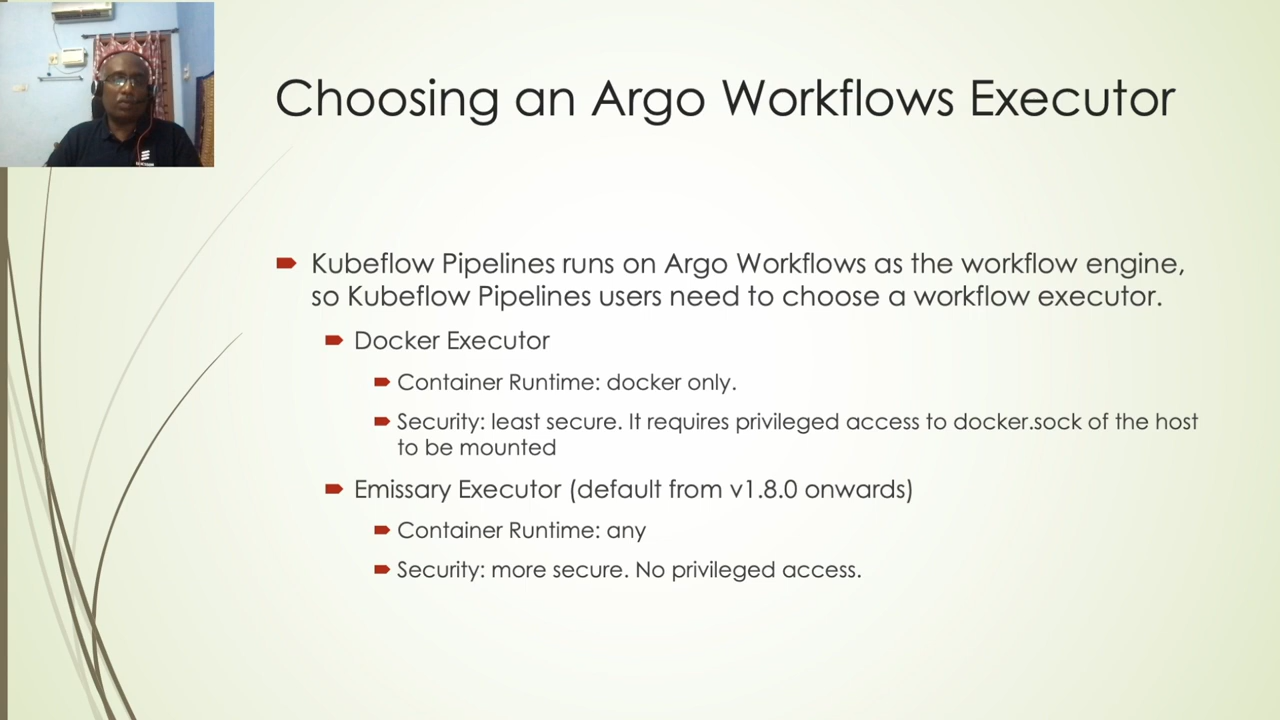 Choosing an Argo Workflows Executor
Kubeflow Pipelines runs on Argo Workflows as the workflow engine,
so Kubeflow Pipelines users need to choose a workflow executor.
Docker Executor
Container Runtime: docker only.
Security: least secure. It requires privileged access to docker.sock of the host
to be mounted
Emissary Executor (default from v1.8.0 onwards)
Container Runtime: any
Security: more secure. No privileged access.